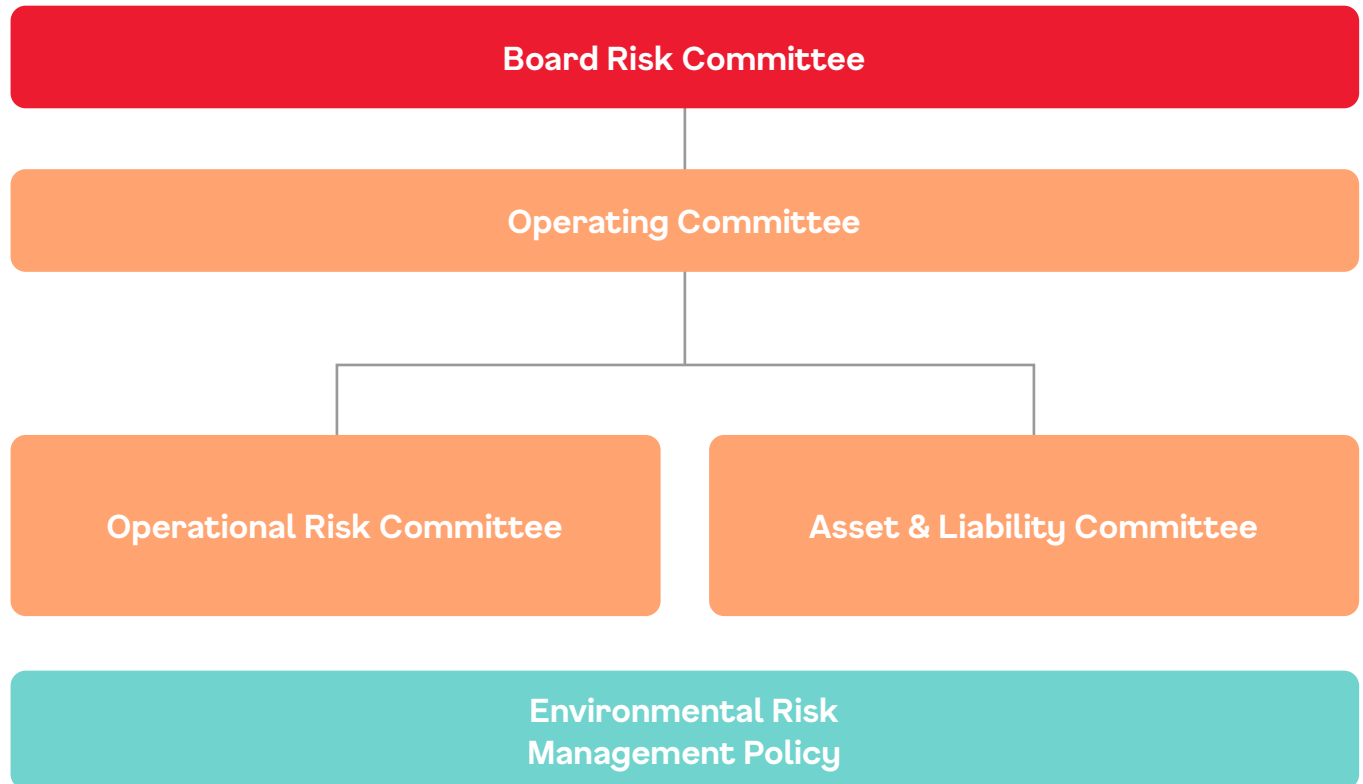 Board Risk Committee
Operating Committee
Operational Risk Committee
Asset & Liability Committee
Environmental Risk
Management Policy